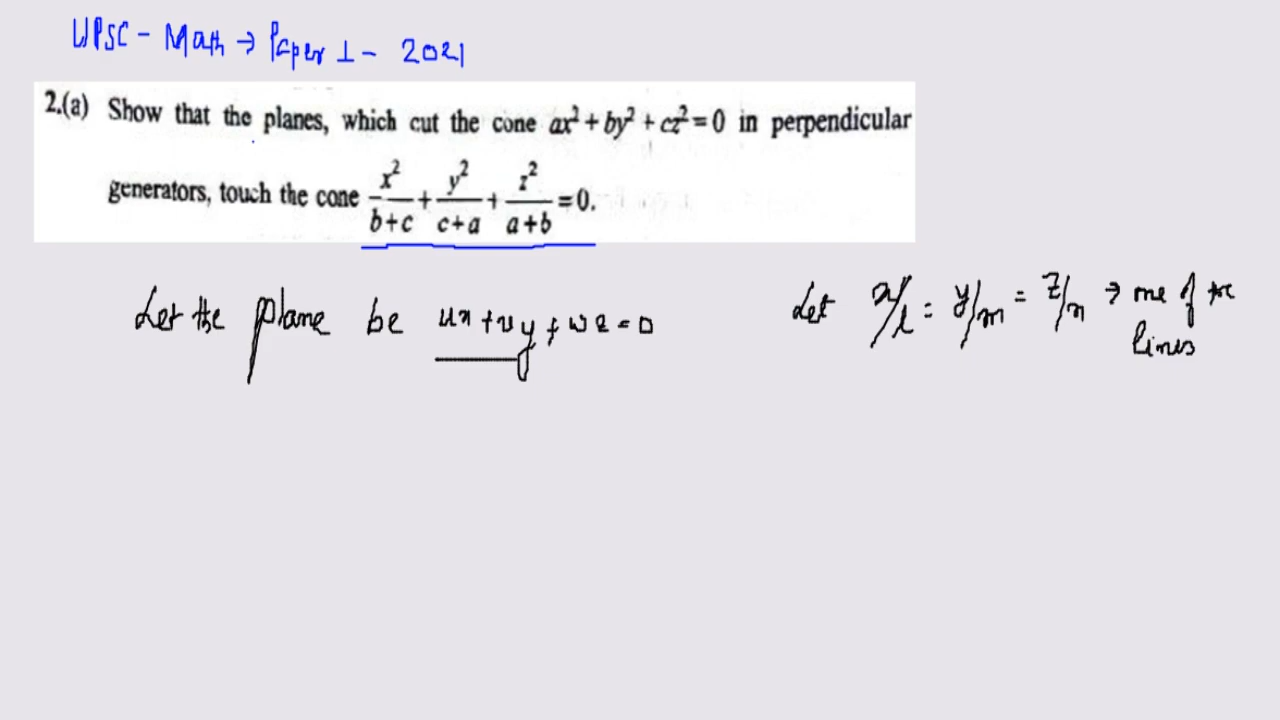 UPSC - Math → Paper 1 - 2021
2.(a) Show that the planes, which cut the cone ax² + by² + cz² = 0 in perpendicular
generators, touch the cone x²/(b+c) + y²/(c+a) + z²/(a+b) = 0.
Let the plane be ux + vy + wz = 0
Let x/l = y/m = z/n → one of the
lines